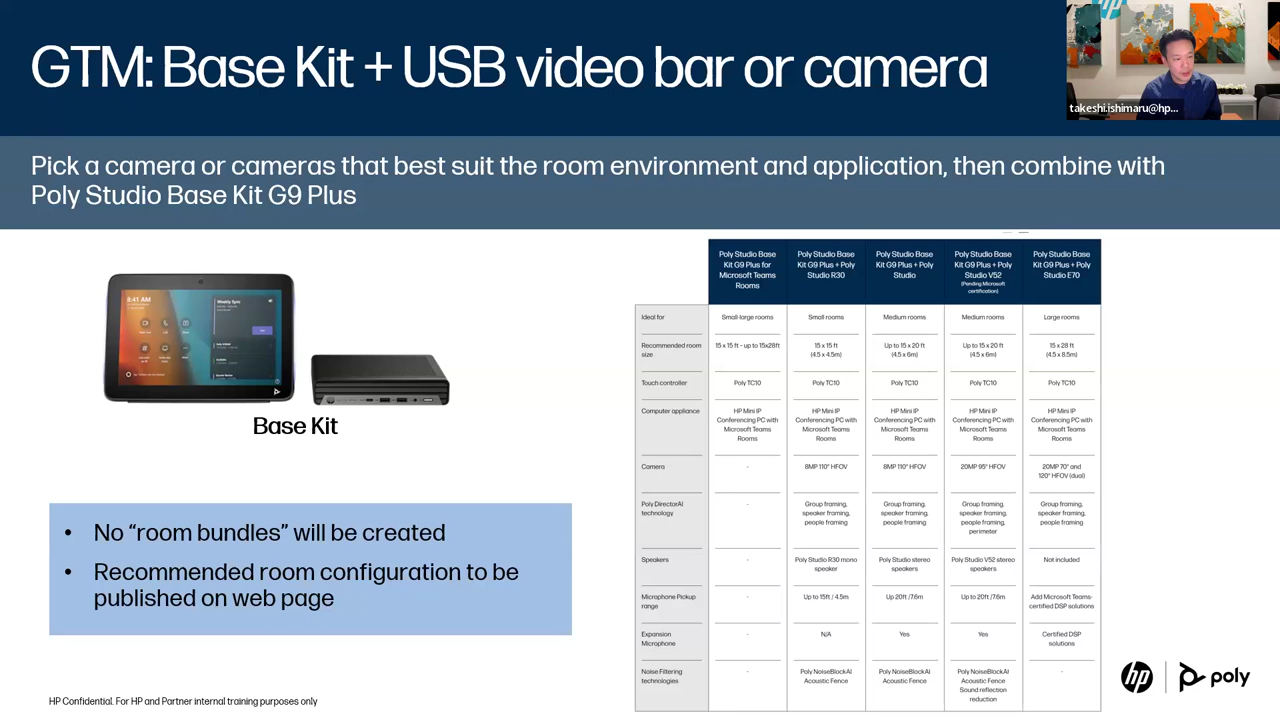 GTM: Base Kit + USB video bar or camera
hp
takeshi.ishimaru@hp...
Pick a camera or cameras that best suit the room environment and application, then combine with
Poly Studio Base Kit G9 Plus
8:41 AM
Weekly Sync
Base Kit
• No “room bundles” will be created
• Recommended room configuration to be
published on web page
Poly Studio Base
Kit G9 Plus for
Microsoft Teams
Rooms
Poly Studio Base
Kit G9 Plus + Poly
Studio R30
Poly Studio Base
Kit G9 Plus + Poly
Studio
Poly Studio Base
Kit G9 Plus + Poly
Studio V52
(Pending Microsoft
certification)
Poly Studio Base
Kit G9 Plus + Poly
Studio E70
Ideal for
Small-large rooms
Small rooms
Medium rooms
Medium rooms
Large rooms
Recommended room
size
15 x 15 ft – up to 15x28ft
15 x 15 ft
(4.5 x 4.5m)
Up to 15 x 20 ft
(4.5 x 6m)
Up to 15 x 20 ft
(4.5 x 6m)
15 x 28 ft
(4.5 x 8.5m)
Touch controller
Poly TC10
Poly TC10
Poly TC10
Poly TC10
Poly TC10
Computer appliance
HP Mini IP
Conferencing PC with
Microsoft Teams
Rooms
HP Mini IP
Conferencing PC with
Microsoft Teams
Rooms
HP Mini IP
Conferencing PC with
Microsoft Teams
Rooms
HP Mini IP
Conferencing PC with
Microsoft Teams
Rooms
HP Mini IP
Conferencing PC with
Microsoft Teams
Rooms
Camera
-
8MP 110° HFOV
8MP 110° HFOV
20MP 95° HFOV
20MP 70° and
120° HFOV (dual)
Poly DirectorAI
technology
-
Group framing,
speaker framing,
people framing
Group framing,
speaker framing,
people framing
Group framing,
speaker framing,
people framing,
perimeter
Group framing,
speaker framing,
people framing
Speakers
-
Poly Studio R30 mono
speaker
Poly Studio stereo
speakers
Poly Studio V52 stereo
speakers
Not included
Microphone Pickup
range
-
Up to 15ft / 4.5m
Up 20ft /7.6m
Up to 20ft /7.6m
Add Microsoft Teams-
certified DSP solutions
Expansion
Microphone
-
N/A
Yes
Yes
Certified DSP
solutions
Noise Filtering
technologies
-
Poly NoiseBlockAI
Acoustic Fence
Poly NoiseBlockAI
Acoustic Fence
Poly NoiseBlockAI
Acoustic Fence
Sound reflection
reduction
-
hp
poly
HP Confidential. For HP and Partner internal training purposes only